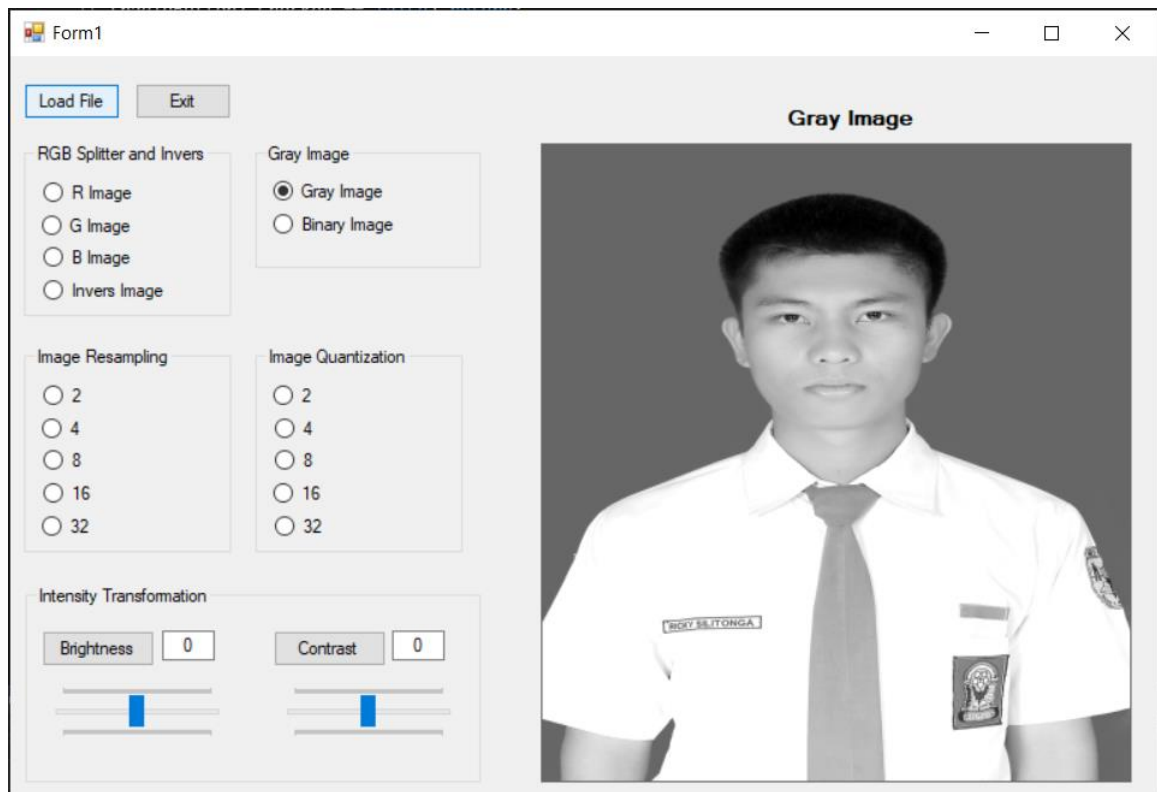 Form1
Load File
Exit
Gray Image
RGB Splitter and Invers
R Image
G Image
B Image
Invers Image
Gray Image
Gray Image
Binary Image
Image Resampling
2
4
8
16
32
Image Quantization
2
4
8
16
32
Intensity Transformation
Brightness
0
Contrast
0
RICKY SILITONGA